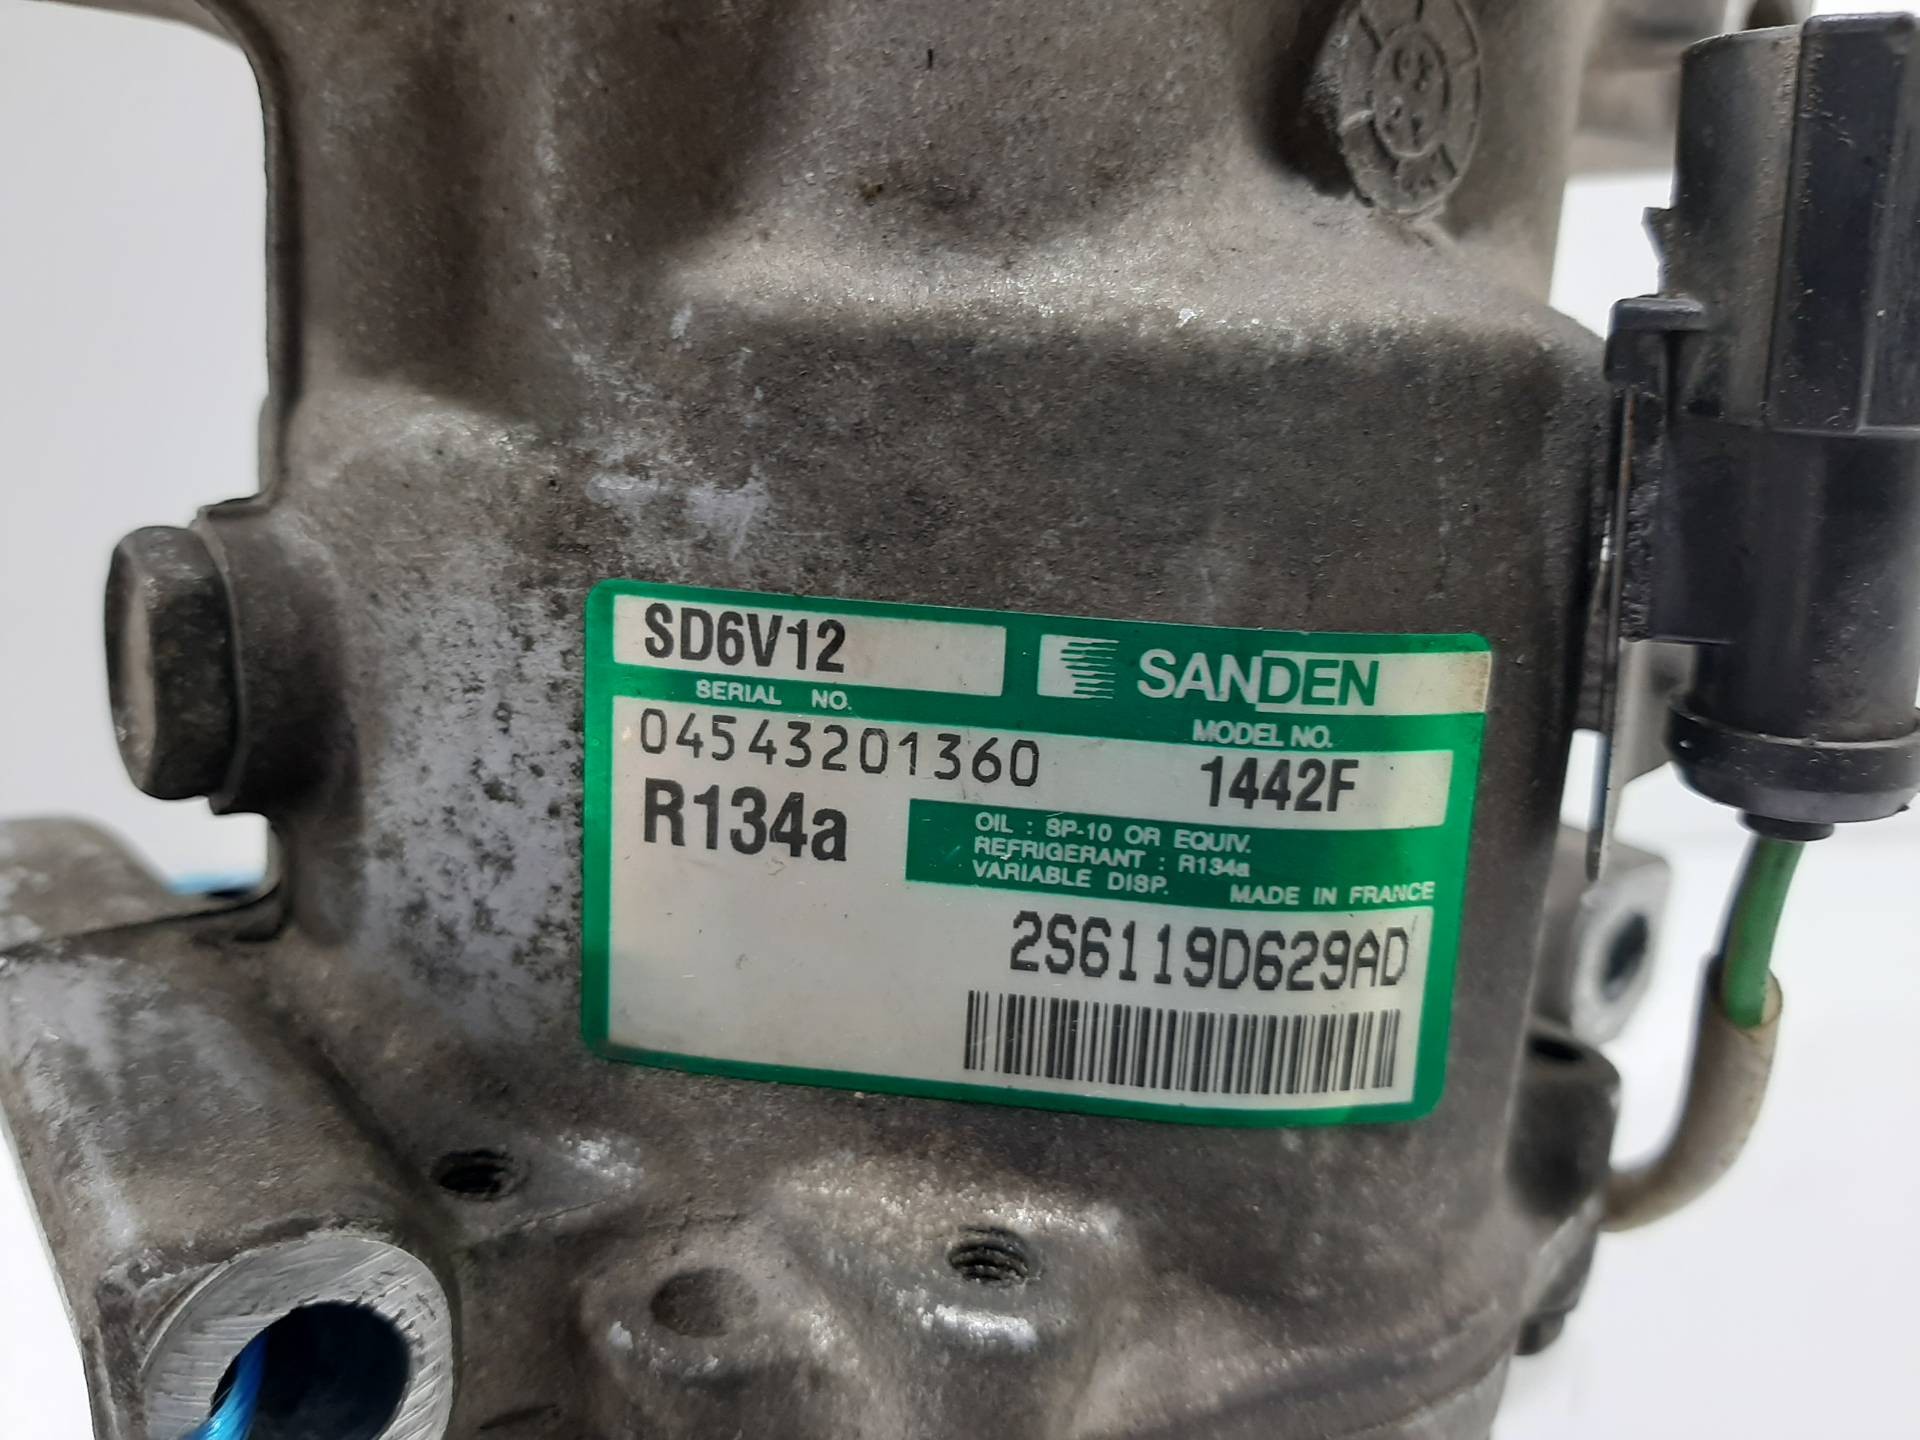 SD6V12
SANDEN
SERIAL NO.
MODEL NO.
04543201360
1442F
R134a
OIL : SP-10 OR EQUIV.
REFRIGERANT : R134a
VARIABLE DISP. MADE IN FRANCE
2S6119D629AD